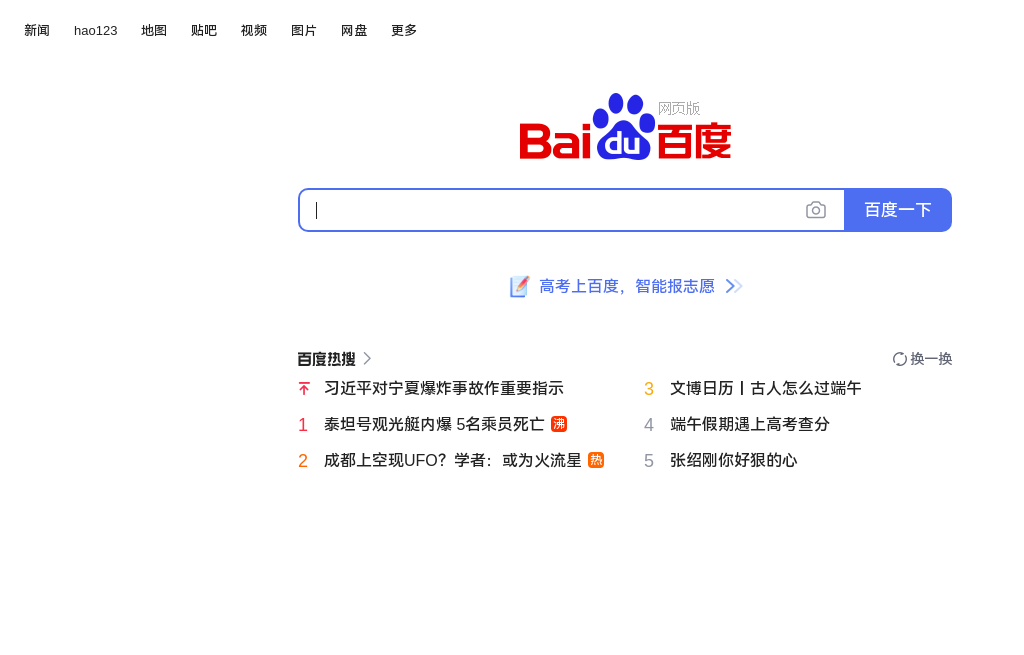 新闻 hao123 地图 贴吧 视频 图片 网盘 更多
网页版
Bai du 百度
百度一下
高考上百度，智能报志愿
百度热搜 换一换
习近平对宁夏爆炸事故作重要指示
1 泰坦号观光艇内爆 5名乘员死亡 沸
2 成都上空现UFO？学者：或为火流星 热
3 文博日历丨古人怎么过端午
4 端午假期遇上高考查分
5 张绍刚你好狠的心